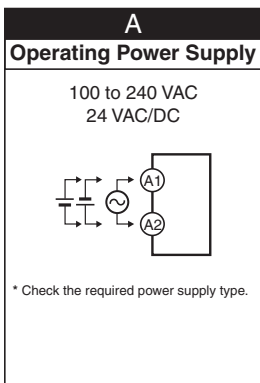 A
Operating Power Supply
100 to 240 VAC
24 VAC/DC
A1
A2
* Check the required power supply type.